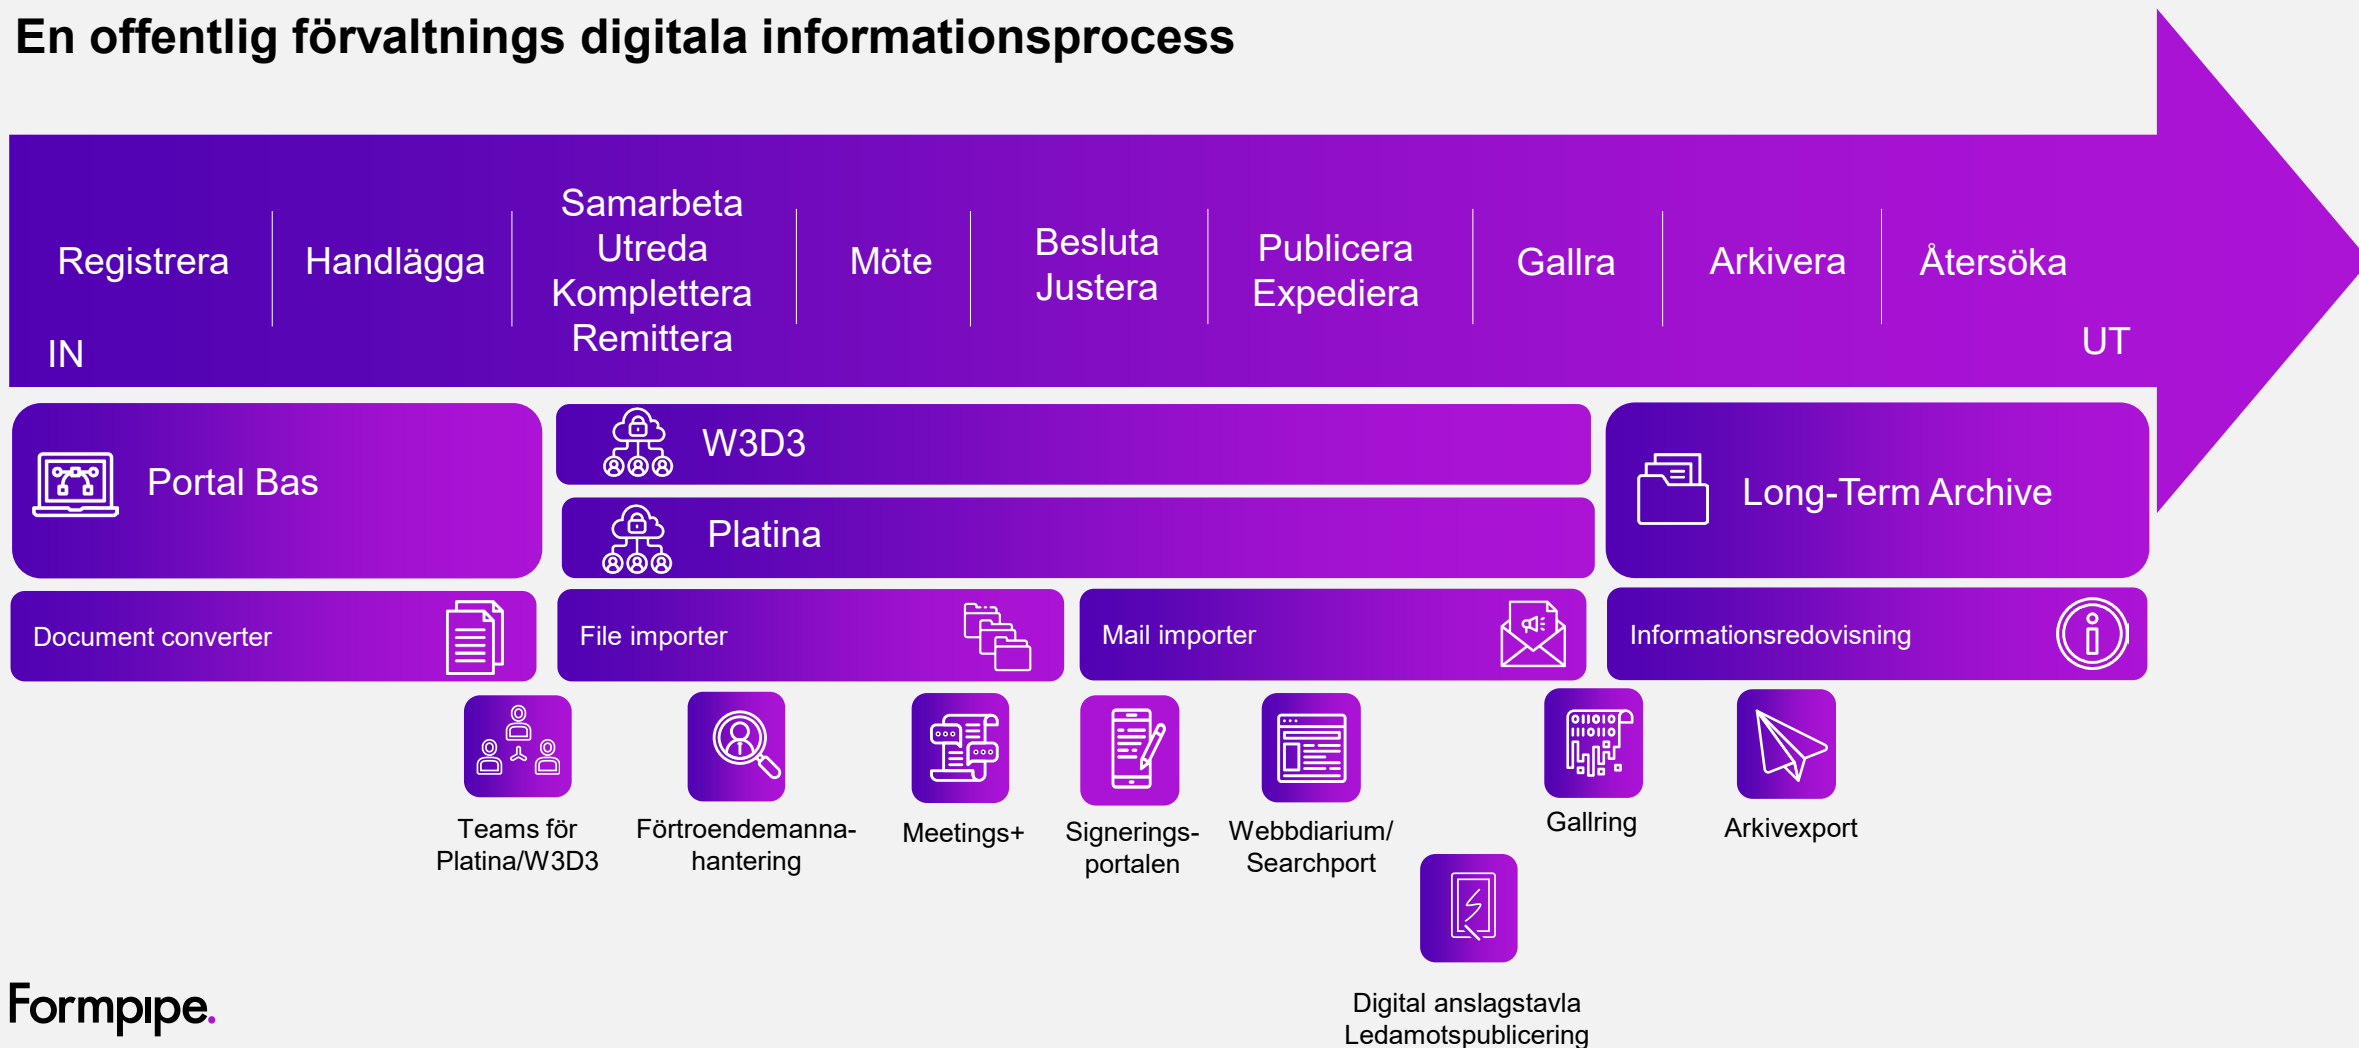 En offentlig förvaltnings digitala informationsprocess
Registrera
Handlägga
Samarbeta
Utreda
Komplettera
Remittera
Möte
Besluta
Justera
Publicera
Expediera
Gallra
Arkivera
Återsöka
IN
UT
Portal Bas
W3D3
Platina
Long-Term Archive
Document converter
File importer
Mail importer
Informationsredovisning
Teams för
Platina/W3D3
Förtroendemanna-
hantering
Meetings+
Signerings-
portalen
Webbdiarium/
Searchport
Gallring
Arkivexport
Digital anslagstavla
Ledamotspublicering
Formpipe.